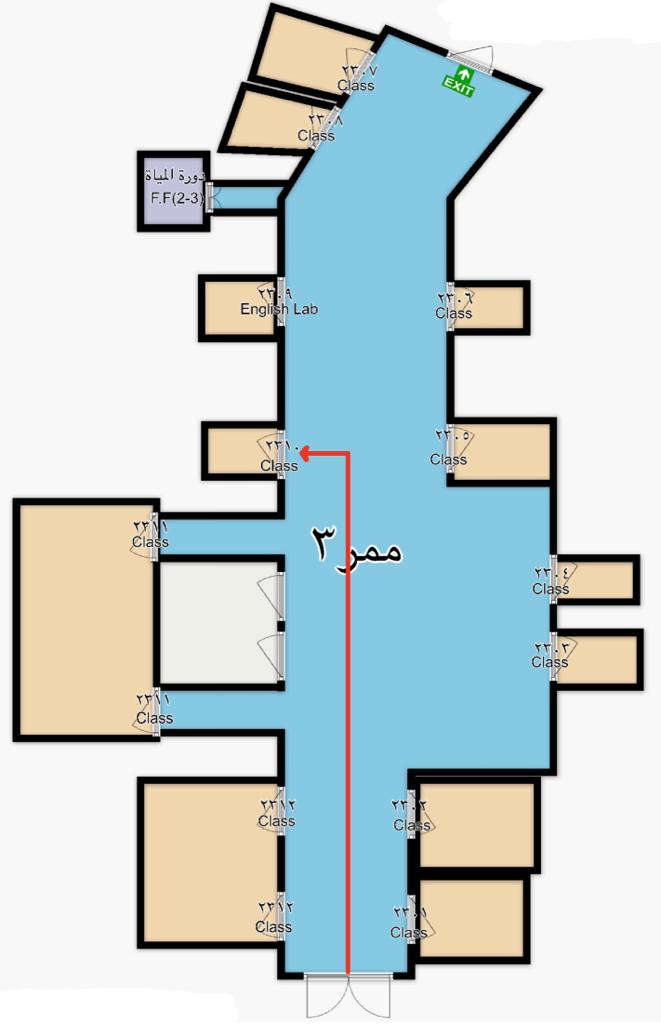 ٢٣٠٧
Class
EXIT
٢٣٠٨
Class
دورة المياة
F.F(2-3)
٢٣٠٩
English Lab
٢٣٠٦
Class
٢٣١٠
Class
٢٣٠٥
Class
ممر ٣
٢٣١١
Class
٢٣٠٤
Class
٢٣٠٣
Class
٢٣١١
Class
٢٣١٢
Class
٢٣٠٢
Class
٢٣١٢
Class
٢٣٠١
Class